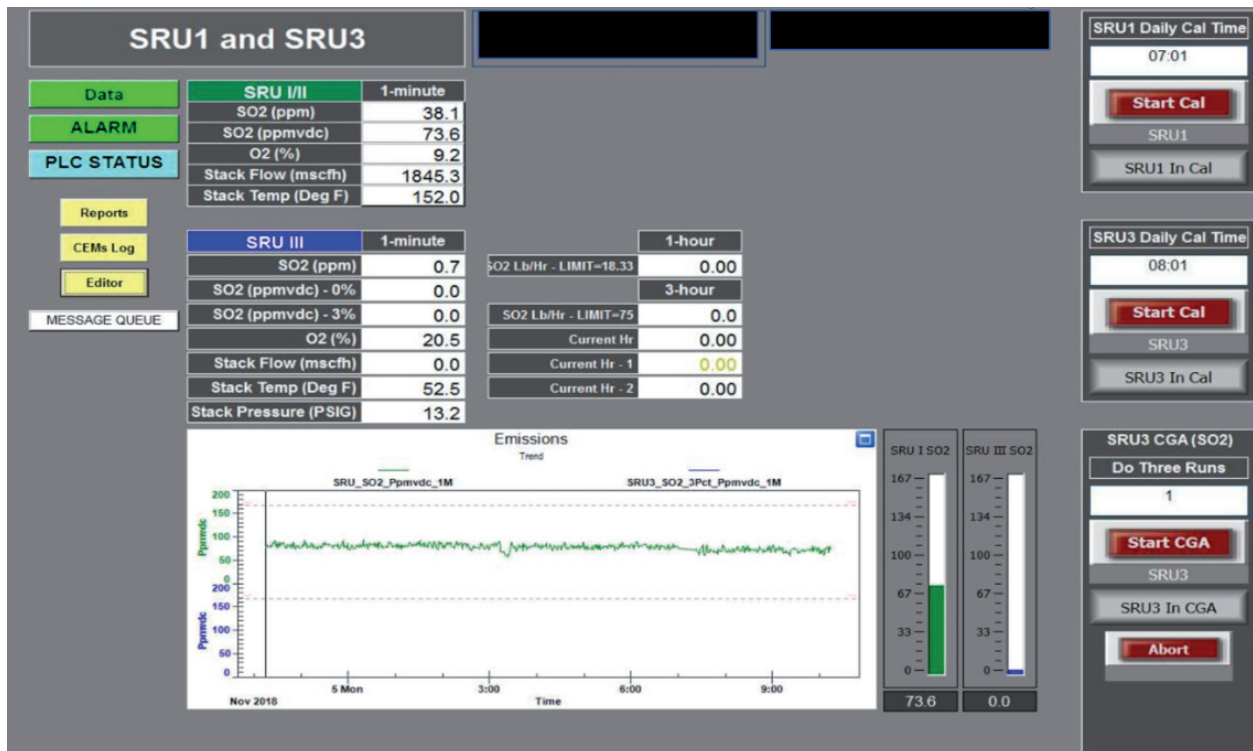 SRU1 and SRU3
Data
ALARM
PLC STATUS
Reports
CEMs Log
Editor
MESSAGE QUEUE
SRU I/II 1-minute
SO2 (ppm) 38.1
SO2 (ppmvdc) 73.6
O2 (%) 9.2
Stack Flow (mscfh) 1845.3
Stack Temp (Deg F) 152.0
SRU III 1-minute
SO2 (ppm) 0.7
SO2 (ppmvdc) - 0% 0.0
SO2 (ppmvdc) - 3% 0.0
O2 (%) 20.5
Stack Flow (mscfh) 0.0
Stack Temp (Deg F) 52.5
Stack Pressure (PSIG) 13.2
1-hour
SO2 Lb/Hr - LIMIT=18.33 0.00
3-hour
SO2 Lb/Hr - LIMIT=75 0.0
Current Hr 0.00
Current Hr - 1 0.00
Current Hr - 2 0.00
Emissions
Trend
SRU_SO2_Ppmvdc_1M SRU3_SO2_3Pct_Ppmvdc_1M
Ppmvdc
200
150
100
50
0
Ppmvdc
200
150
100
50
0
5 Mon 3:00 6:00 9:00
Nov 2018 Time
SRU I SO2
167
134
100
67
33
0
73.6
SRU III SO2
167
134
100
67
33
0
0.0
SRU1 Daily Cal Time
07:01
Start Cal
SRU1
SRU1 In Cal
SRU3 Daily Cal Time
08:01
Start Cal
SRU3
SRU3 In Cal
SRU3 CGA (SO2)
Do Three Runs
1
Start CGA
SRU3
SRU3 In CGA
Abort